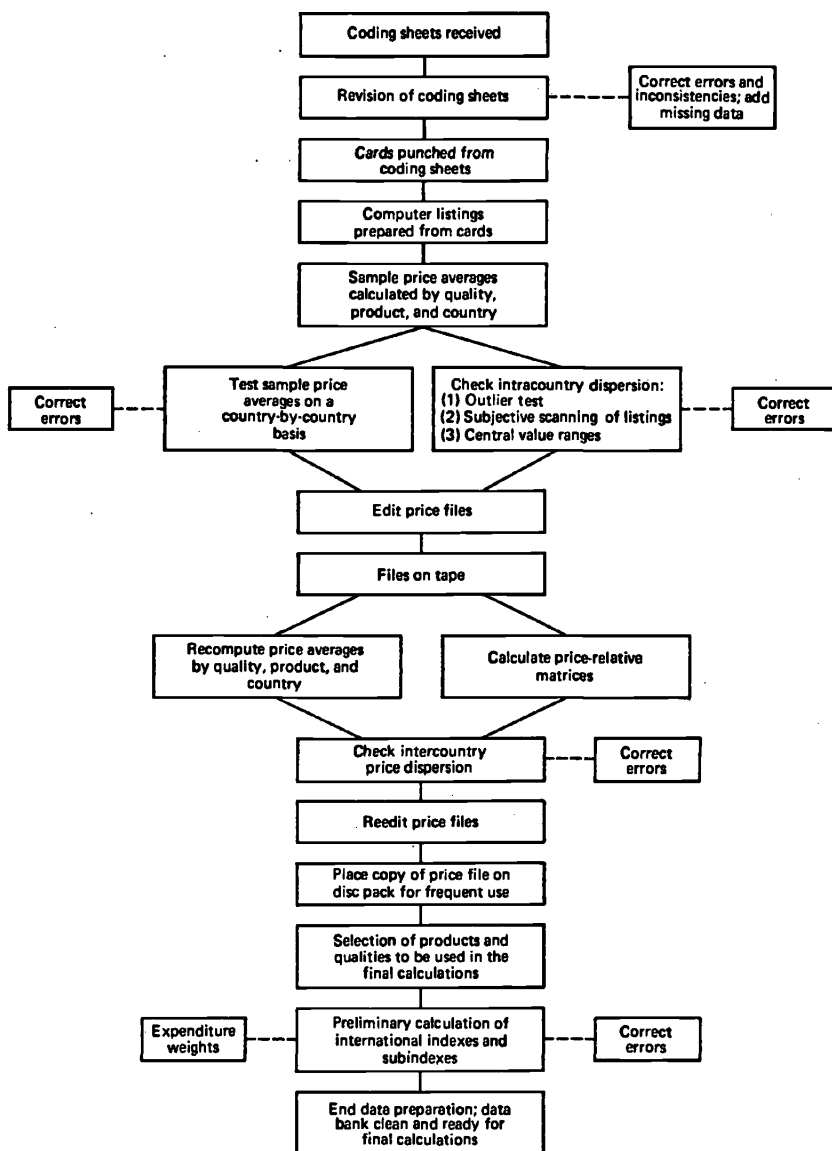 Coding sheets received
Revision of coding sheets
Correct errors and
inconsistencies; add
missing data
Cards punched from
coding sheets
Computer listings
prepared from cards
Sample price averages
calculated by quality,
product, and country
Correct
errors
Test sample price
averages on a
country-by-country
basis
Check intracountry dispersion:
(1) Outlier test
(2) Subjective scanning of listings
(3) Central value ranges
Correct
errors
Edit price files
Files on tape
Recompute price averages
by quality, product, and
country
Calculate price-relative
matrices
Check intercountry
price dispersion
Correct
errors
Reedit price files
Place copy of price file on
disc pack for frequent use
Selection of products and
qualities to be used in the
final calculations
Expenditure
weights
Preliminary calculation of
international indexes and
subindexes
Correct
errors
End data preparation; data
bank clean and ready for
final calculations